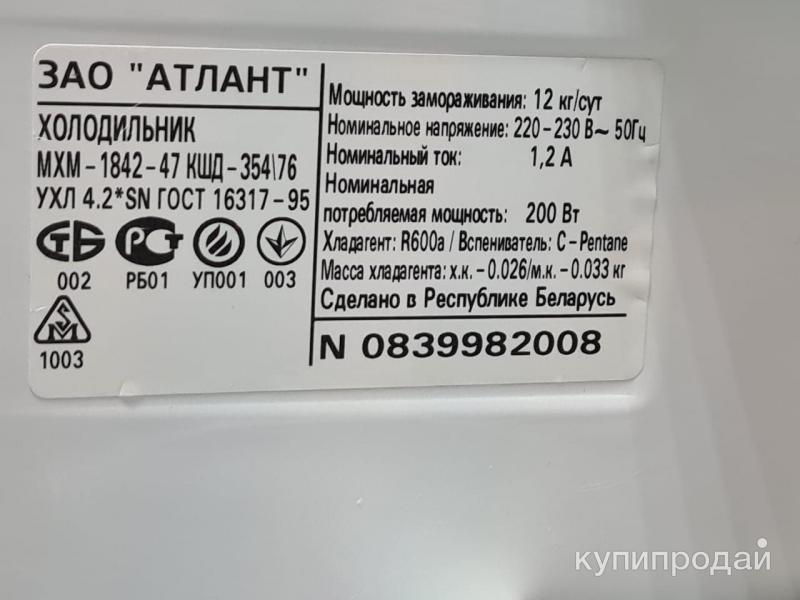 ЗАО "АТЛАНТ"
ХОЛОДИЛЬНИК
МХМ-1842-47 КШД-354\76
УХЛ 4.2*SN ГОСТ 16317-95
СТБ РСТ
002 РБ01 УП001 003
1003
Мощность замораживания: 12 кг/сут
Номинальное напряжение: 220-230 В~ 50Гц
Номинальный ток: 1,2 А
Номинальная
потребляемая мощность: 200 Вт
Хладагент: R600a / Вспениватель: C-Pentane
Масса хладагента: х.к. -0.026/м.к. -0.033 кг
Сделано в Республике Беларусь
N 0839982008
купипродай